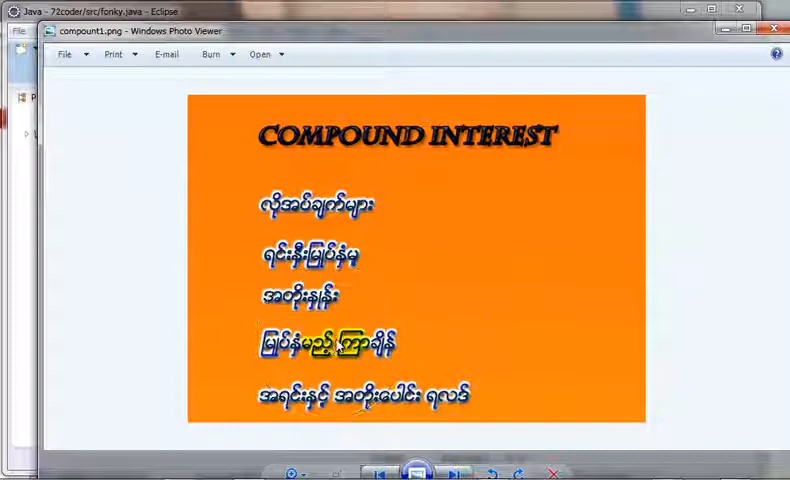 Java - 72coder/src/fonky.java - Eclipse
File
compount1.png - Windows Photo Viewer
File Print E-mail Burn Open
COMPOUND INTEREST
လိုအပ်ချက်များ
ရင်းနှီးမြှုပ်နှံမှု
အတိုးနှုန်း
မြှုပ်နှံမည့် ကြာချိန်
အရင်းနှင့် အတိုးပေါင်း ရလဒ်